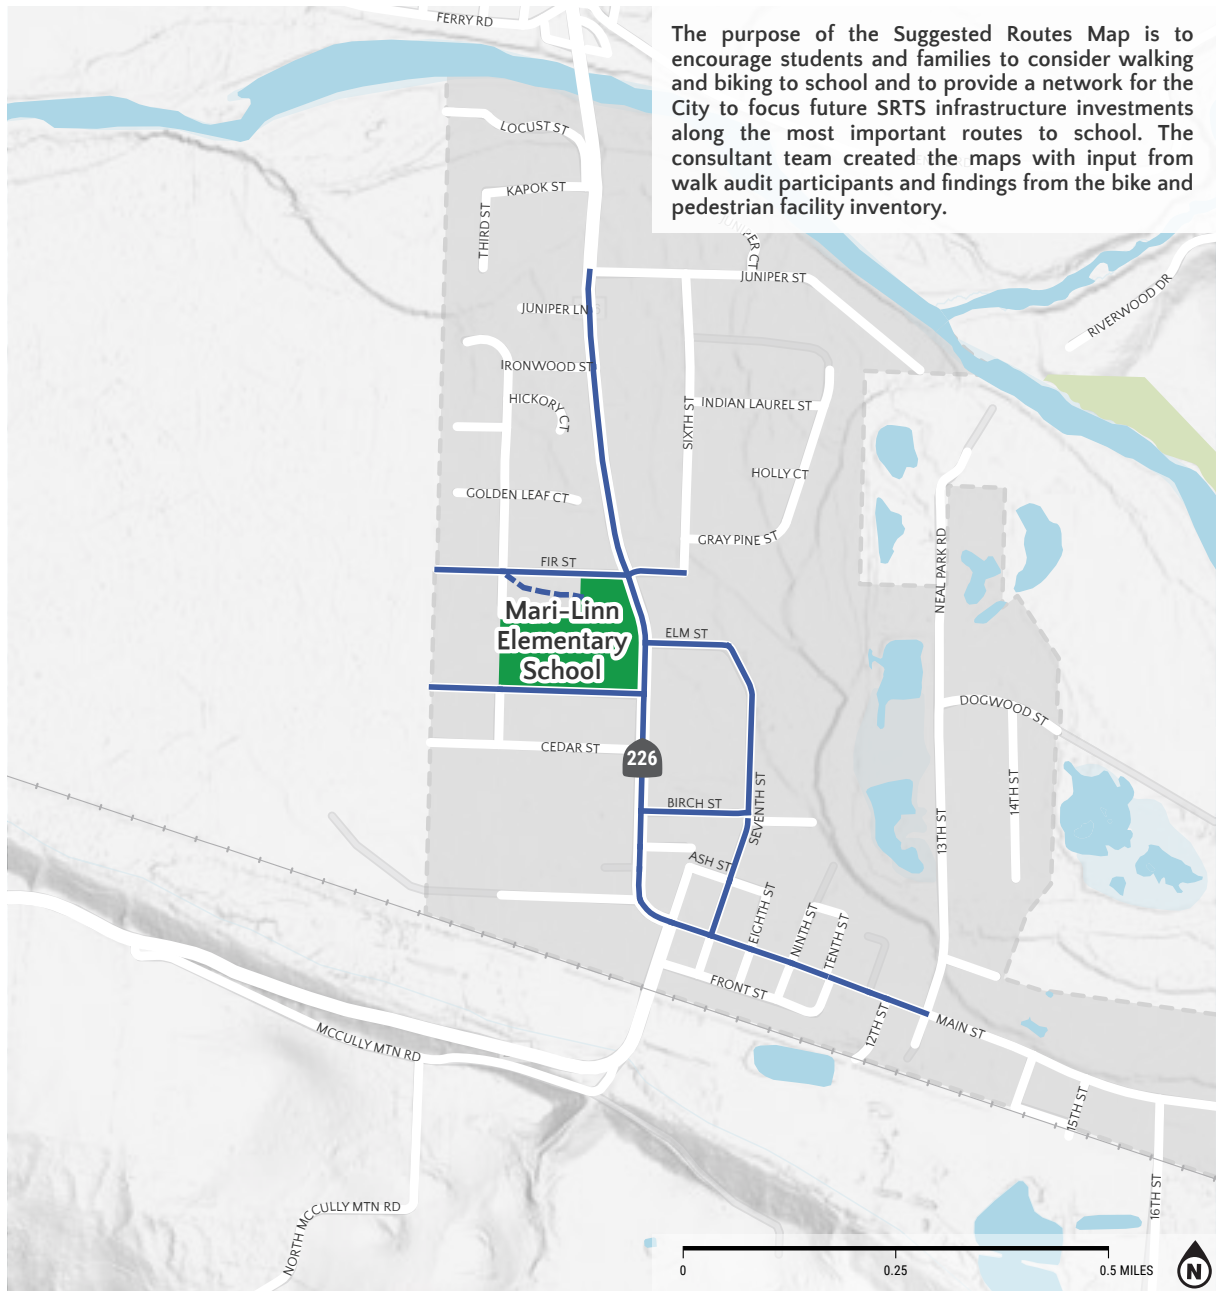 FERRY RD
The purpose of the Suggested Routes Map is to
encourage students and families to consider walking
and biking to school and to provide a network for the
City to focus future SRTS infrastructure investments
along the most important routes to school. The
consultant team created the maps with input from
walk audit participants and findings from the bike and
pedestrian facility inventory.
LOCUST ST
KAPOK ST
THIRD ST
JUNIPER CT
JUNIPER ST
RIVERWOOD DR
JUNIPER LN
IRONWOOD ST
HICKORY CT
SIXTH ST
INDIAN LAUREL ST
HOLLY CT
GOLDEN LEAF CT
GRAY PINE ST
NEAL PARK RD
FIR ST
Mari-Linn
Elementary
School
ELM ST
DOGWOOD ST
CEDAR ST
226
14TH ST
BIRCH ST
SEVENTH ST
13TH ST
ASH ST
EIGHTH ST
NINTH ST
TENTH ST
FRONT ST
12TH ST
MAIN ST
MCCULLY MTN RD
15TH ST
16TH ST
NORTH MCCULLY MTN RD
0
0.25
0.5 MILES
N